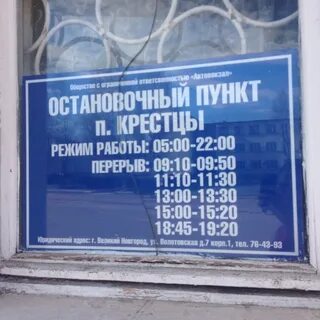 Общество с ограниченной ответственностью «Автовокзал»
ОСТАНОВОЧНЫЙ ПУНКТ
п. КРЕСТЦЫ
РЕЖИМ РАБОТЫ: 05:00-22:00
ПЕРЕРЫВ: 09:10-09:50
11:10-11:30
13:00-13:30
15:00-15:20
18:45-19:20
Юридический адрес: г. Великий Новгород, ул. Волотовская д.7 корп.1, тел. 76-43-93